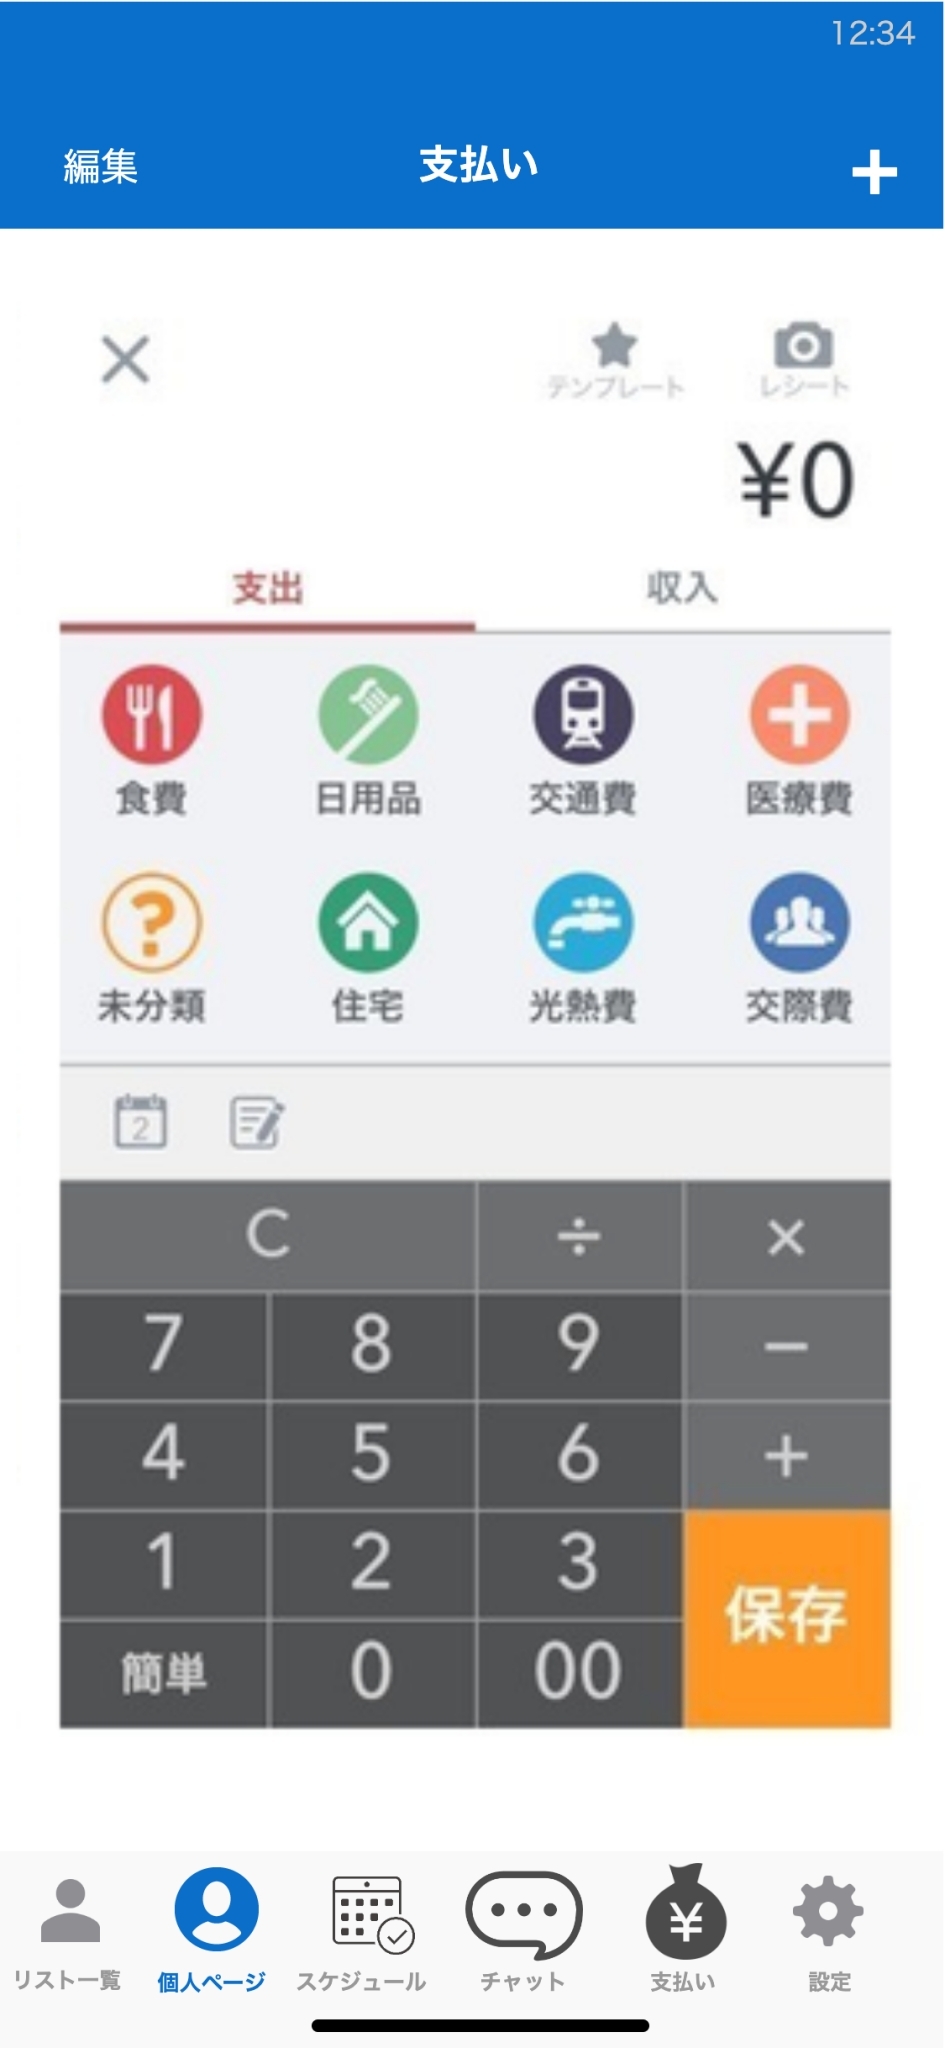 12:34
編集 支払い +
× テンプレート レシート
¥0
支出 収入
食費 日用品 交通費 医療費
? 
未分類 住宅 光熱費 交際費
2
C ÷ ×
7 8 9 −
4 5 6 +
1 2 3 保存
簡単 0 00
¥
リスト一覧 個人ページ スケジュール チャット 支払い 設定